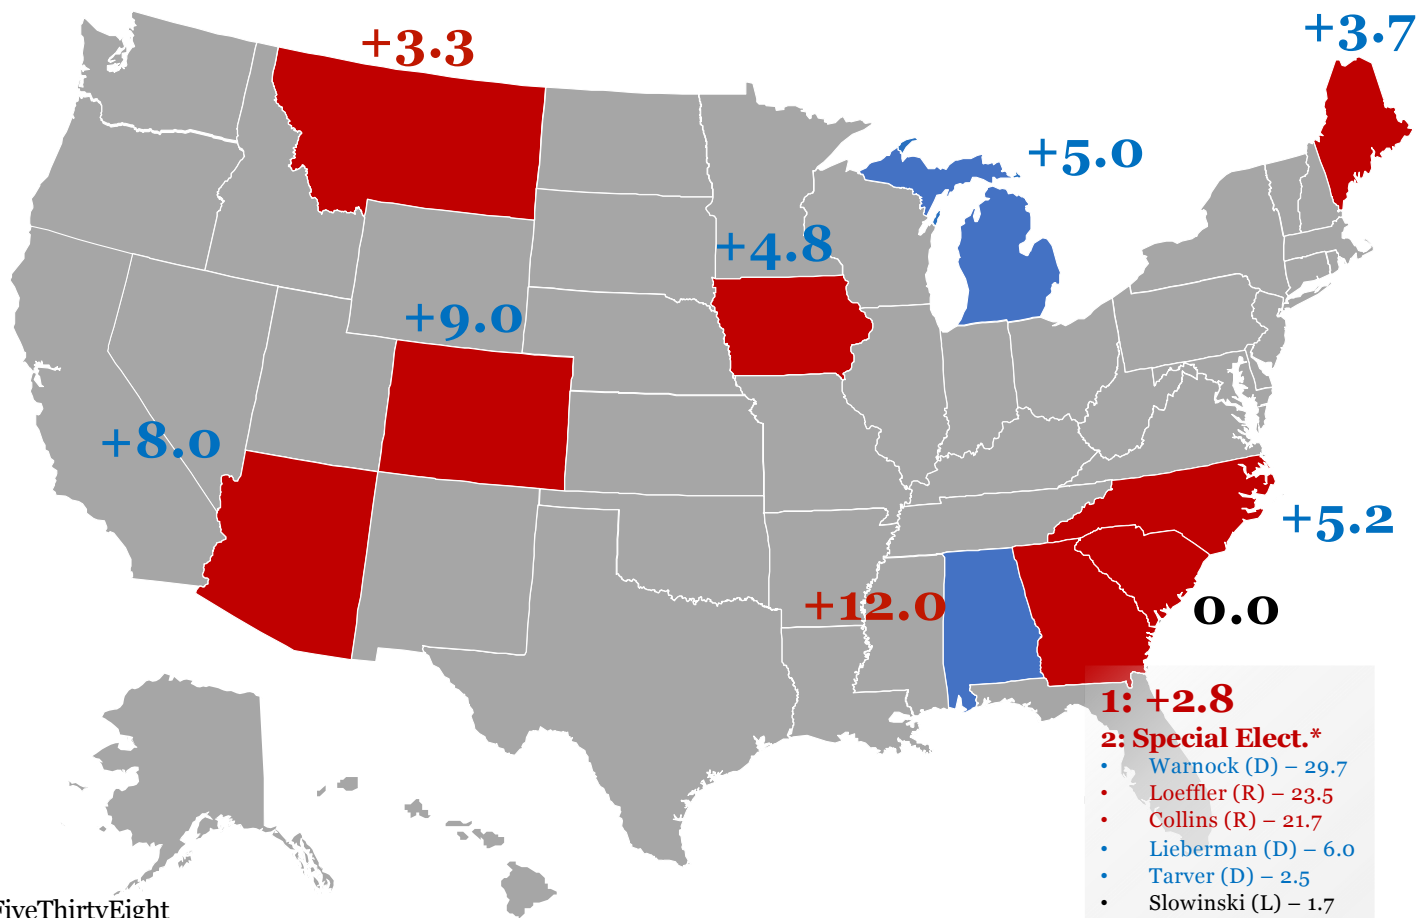 +3.7
+3.3
+5.0
+4.8
+9.0
+8.0
+5.2
+12.0
0.0
1: +2.8
2: Special Elect.*
• Warnock (D) – 29.7
• Loeffler (R) – 23.5
• Collins (R) – 21.7
• Lieberman (D) – 6.0
• Tarver (D) – 2.5
• Slowinski (L) – 1.7
FiveThirtyEight